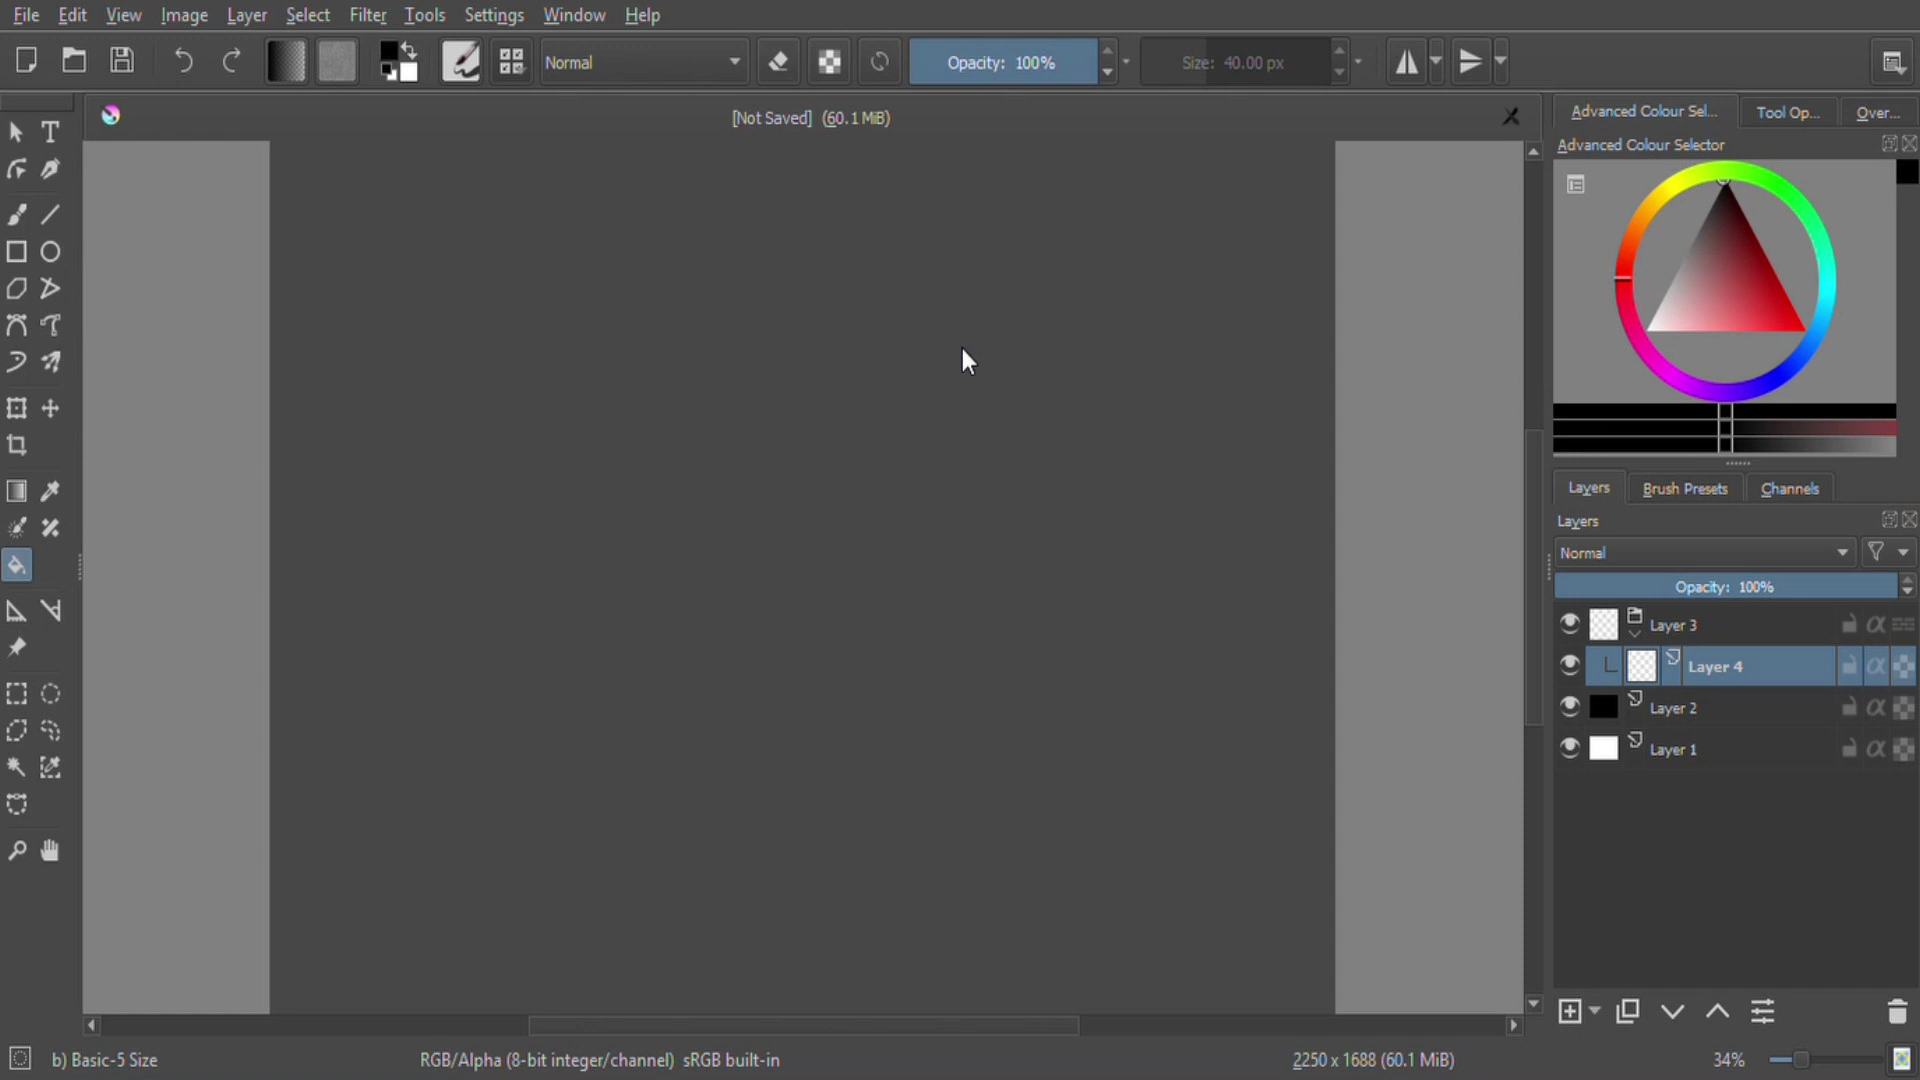 File Edit View Image Layer Select Filter Tools Settings Window Help
Normal Opacity: 100% Size: 40.00 px
[Not Saved] (60.1 MiB)
Advanced Colour Sel... Tool Op... Over...
Advanced Colour Selector
Layers Brush Presets Channels
Layers
Normal
Opacity: 100%
Layer 3
Layer 4
Layer 2
Layer 1
b) Basic-5 Size RGB/Alpha (8-bit integer/channel) sRGB built-in 2250 x 1688 (60.1 MiB) 34%